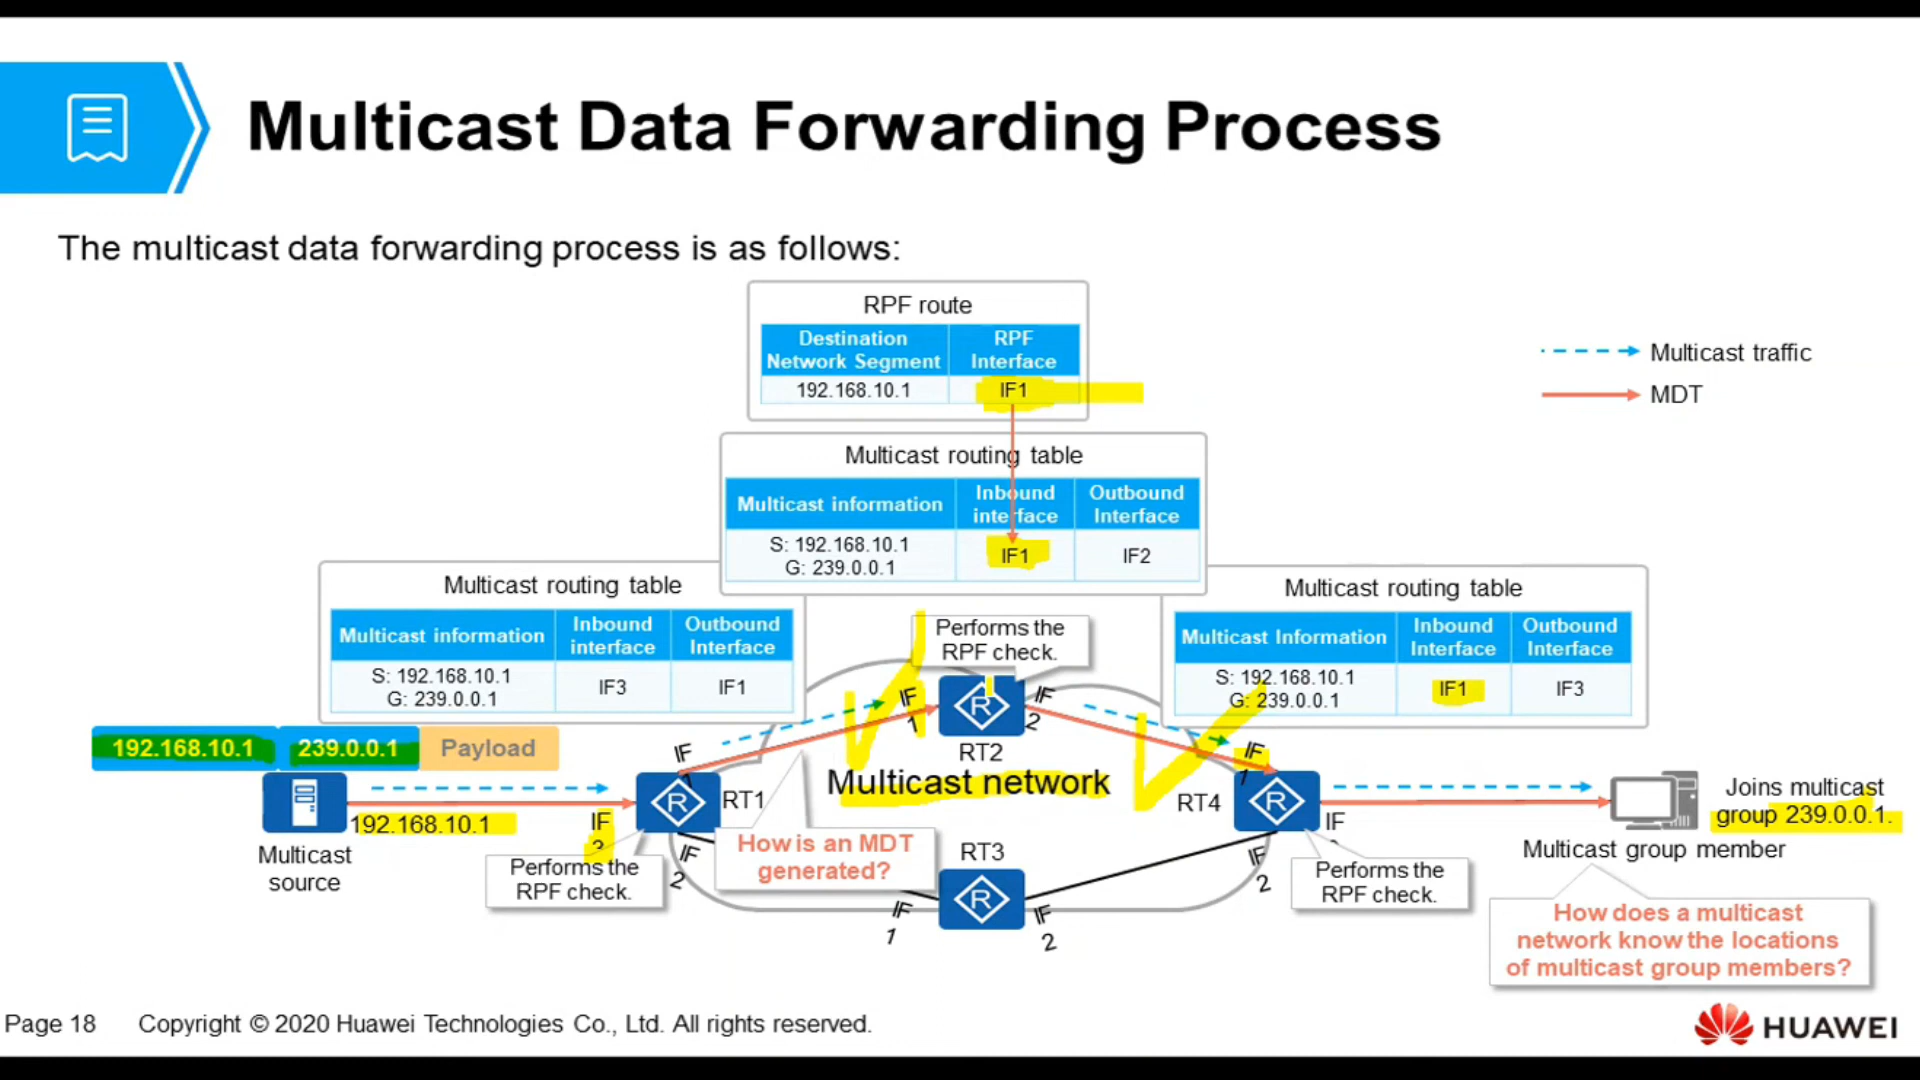 Multicast Data Forwarding Process
The multicast data forwarding process is as follows:
RPF route
Destination
Network Segment
RPF
Interface
192.168.10.1
IF1
Multicast traffic
MDT
Multicast routing table
Multicast information
Inbound
interface
Outbound
Interface
S: 192.168.10.1
G: 239.0.0.1
IF1
IF2
Multicast routing table
Multicast information
Inbound
interface
Outbound
Interface
S: 192.168.10.1
G: 239.0.0.1
IF3
IF1
Multicast routing table
Multicast Information
Inbound
Interface
Outbound
Interface
S: 192.168.10.1
G: 239.0.0.1
IF1
IF3
Performs the
RPF check.
192.168.10.1
239.0.0.1
Payload
IF
IF
1
IF
2
RT2
IF
1
Multicast network
RT1
RT4
192.168.10.1
IF
IF
Joins multicast
group 239.0.0.1.
Multicast
source
Performs the
RPF check.
IF
2
How is an MDT
generated?
RT3
IF
2
Performs the
RPF check.
Multicast group member
IF
1
IF
2
How does a multicast
network know the locations
of multicast group members?
Page 18
Copyright © 2020 Huawei Technologies Co., Ltd. All rights reserved.
HUAWEI